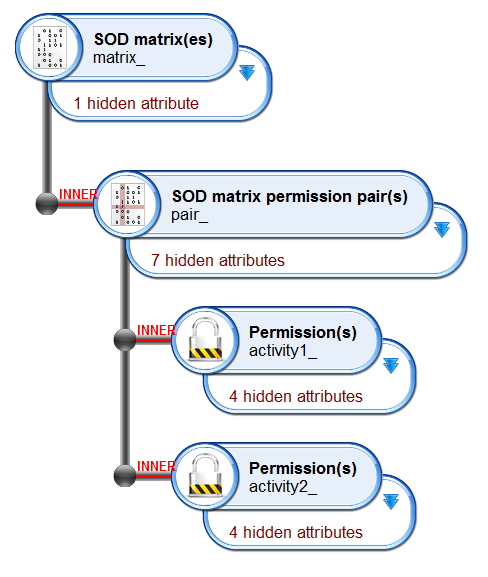 SOD matrix(es)
matrix_
1 hidden attribute
INNER
SOD matrix permission pair(s)
pair_
7 hidden attributes
INNER
Permission(s)
activity1_
4 hidden attributes
INNER
Permission(s)
activity2_
4 hidden attributes